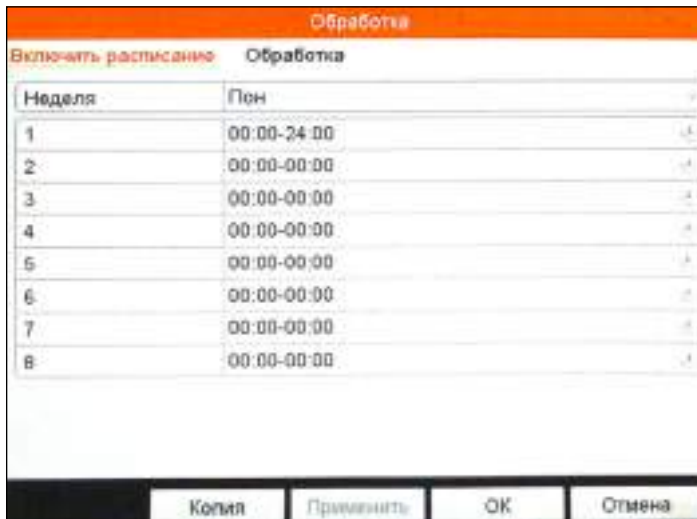 Обработка
Включить расписание Обработка
Неделя Пон
1 00:00-24:00
2 00:00-00:00
3 00:00-00:00
4 00:00-00:00
5 00:00-00:00
6 00:00-00:00
7 00:00-00:00
8 00:00-00:00
Копия Применить ОК Отмена